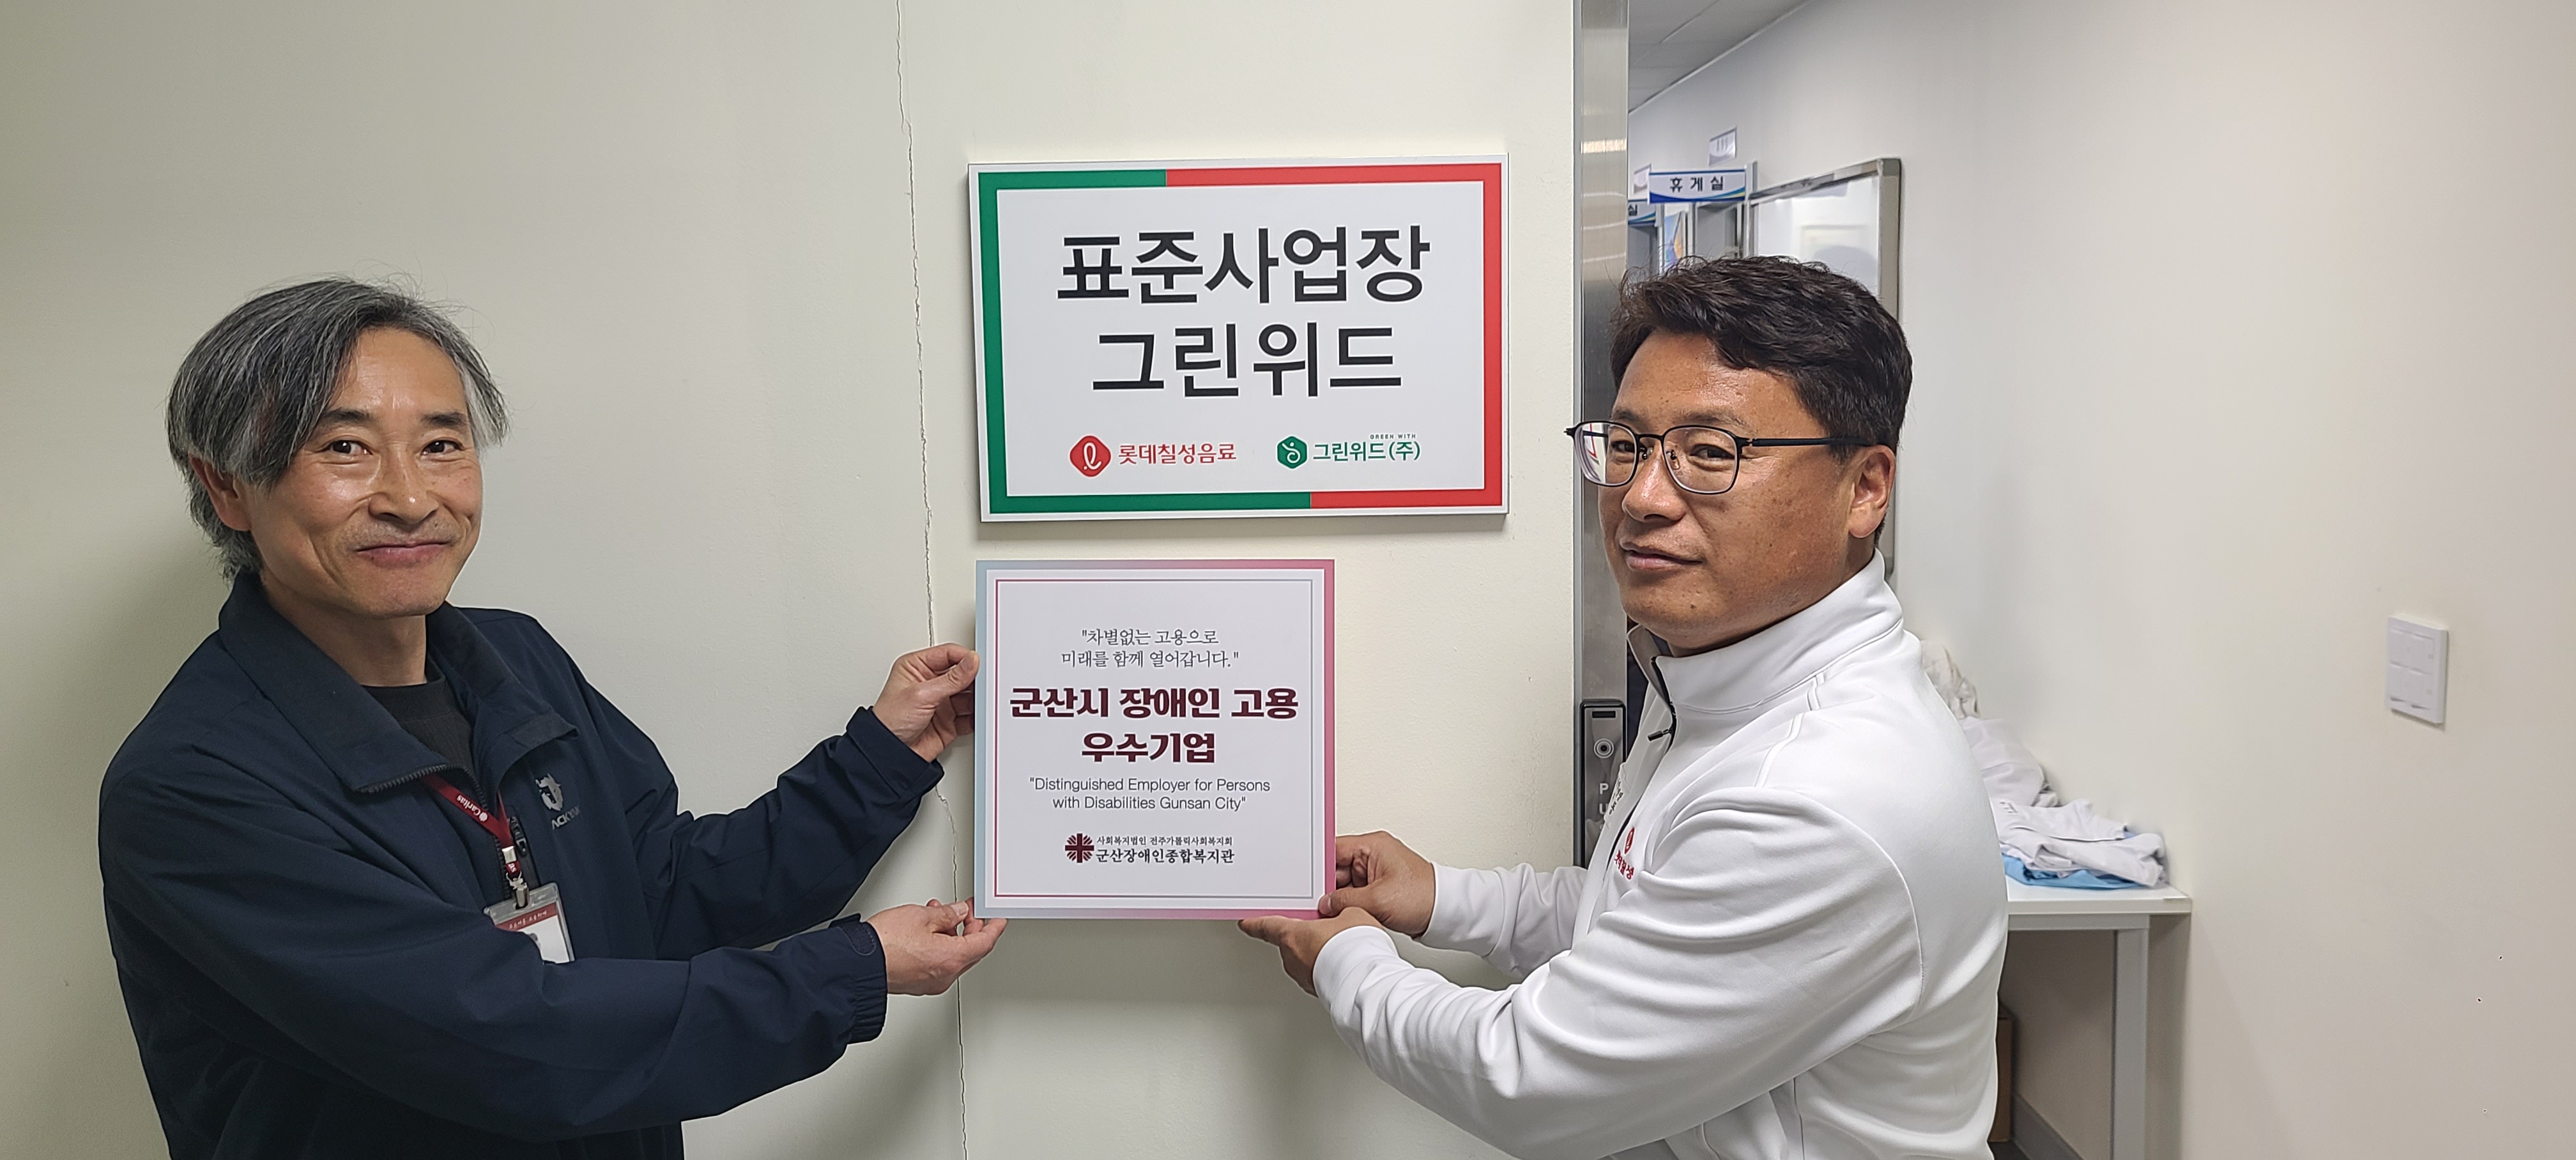 휴게실
실
표준사업장
그린위드
롯데칠성음료
GREEN WITH
그린위드(주)
"차별없는 고용으로
미래를 함께 열어갑니다."
군산시 장애인 고용
우수기업
"Distinguished Employer for Persons
with Disabilities Gunsan City"
사회복지법인 전주가톨릭사회복지회
군산장애인종합복지관
Caritas
P
U